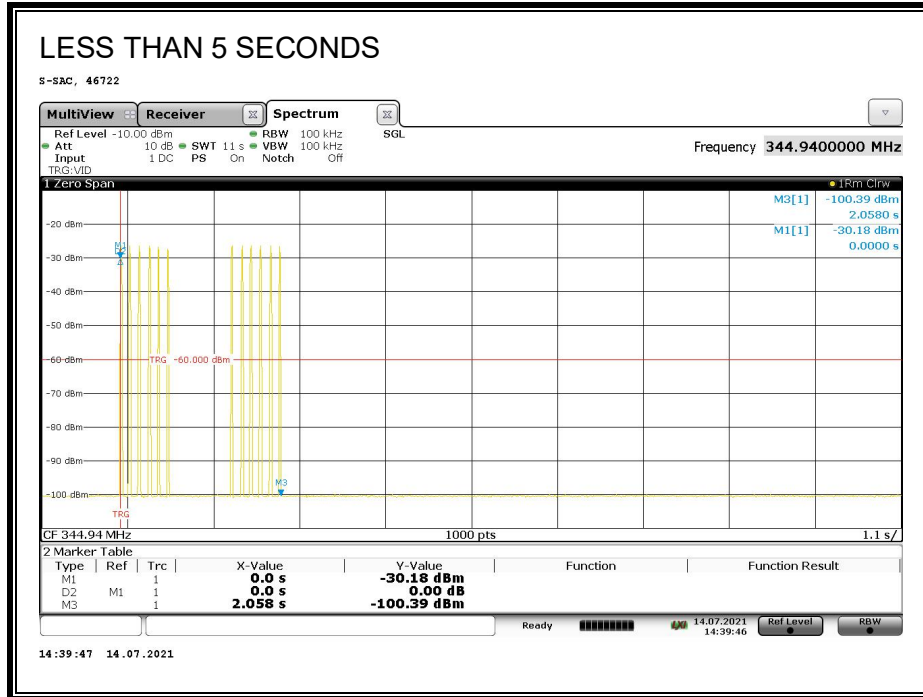 LESS THAN 5 SECONDS
S-SAC, 46722
MultiView Receiver Spectrum
Ref Level -10.00 dBm RBW 100 kHz SGL
Att 10 dB SWT 11 s VBW 100 kHz Frequency 344.9400000 MHz
Input 1 DC PS On Notch Off
TRG:VID
1 Zero Span 1Rm Clrw
M3[1] -100.39 dBm
2.0580 s
-20 dBm M1[1] -30.18 dBm
M1 0.0000 s
-30 dBm
-40 dBm
-50 dBm
-60 dBm TRG -60.000 dBm
-70 dBm
-80 dBm
-90 dBm
M3
-100 dBm
TRG
CF 344.94 MHz 1000 pts 1.1 s/
2 Marker Table
Type Ref Trc X-Value Y-Value Function Function Result
M1 1 0.0 s -30.18 dBm
D2 M1 1 0.0 s 0.00 dB
M3 1 2.058 s -100.39 dBm
Ready LXI 14.07.2021 Ref Level RBW
14:39:46
14:39:47 14.07.2021